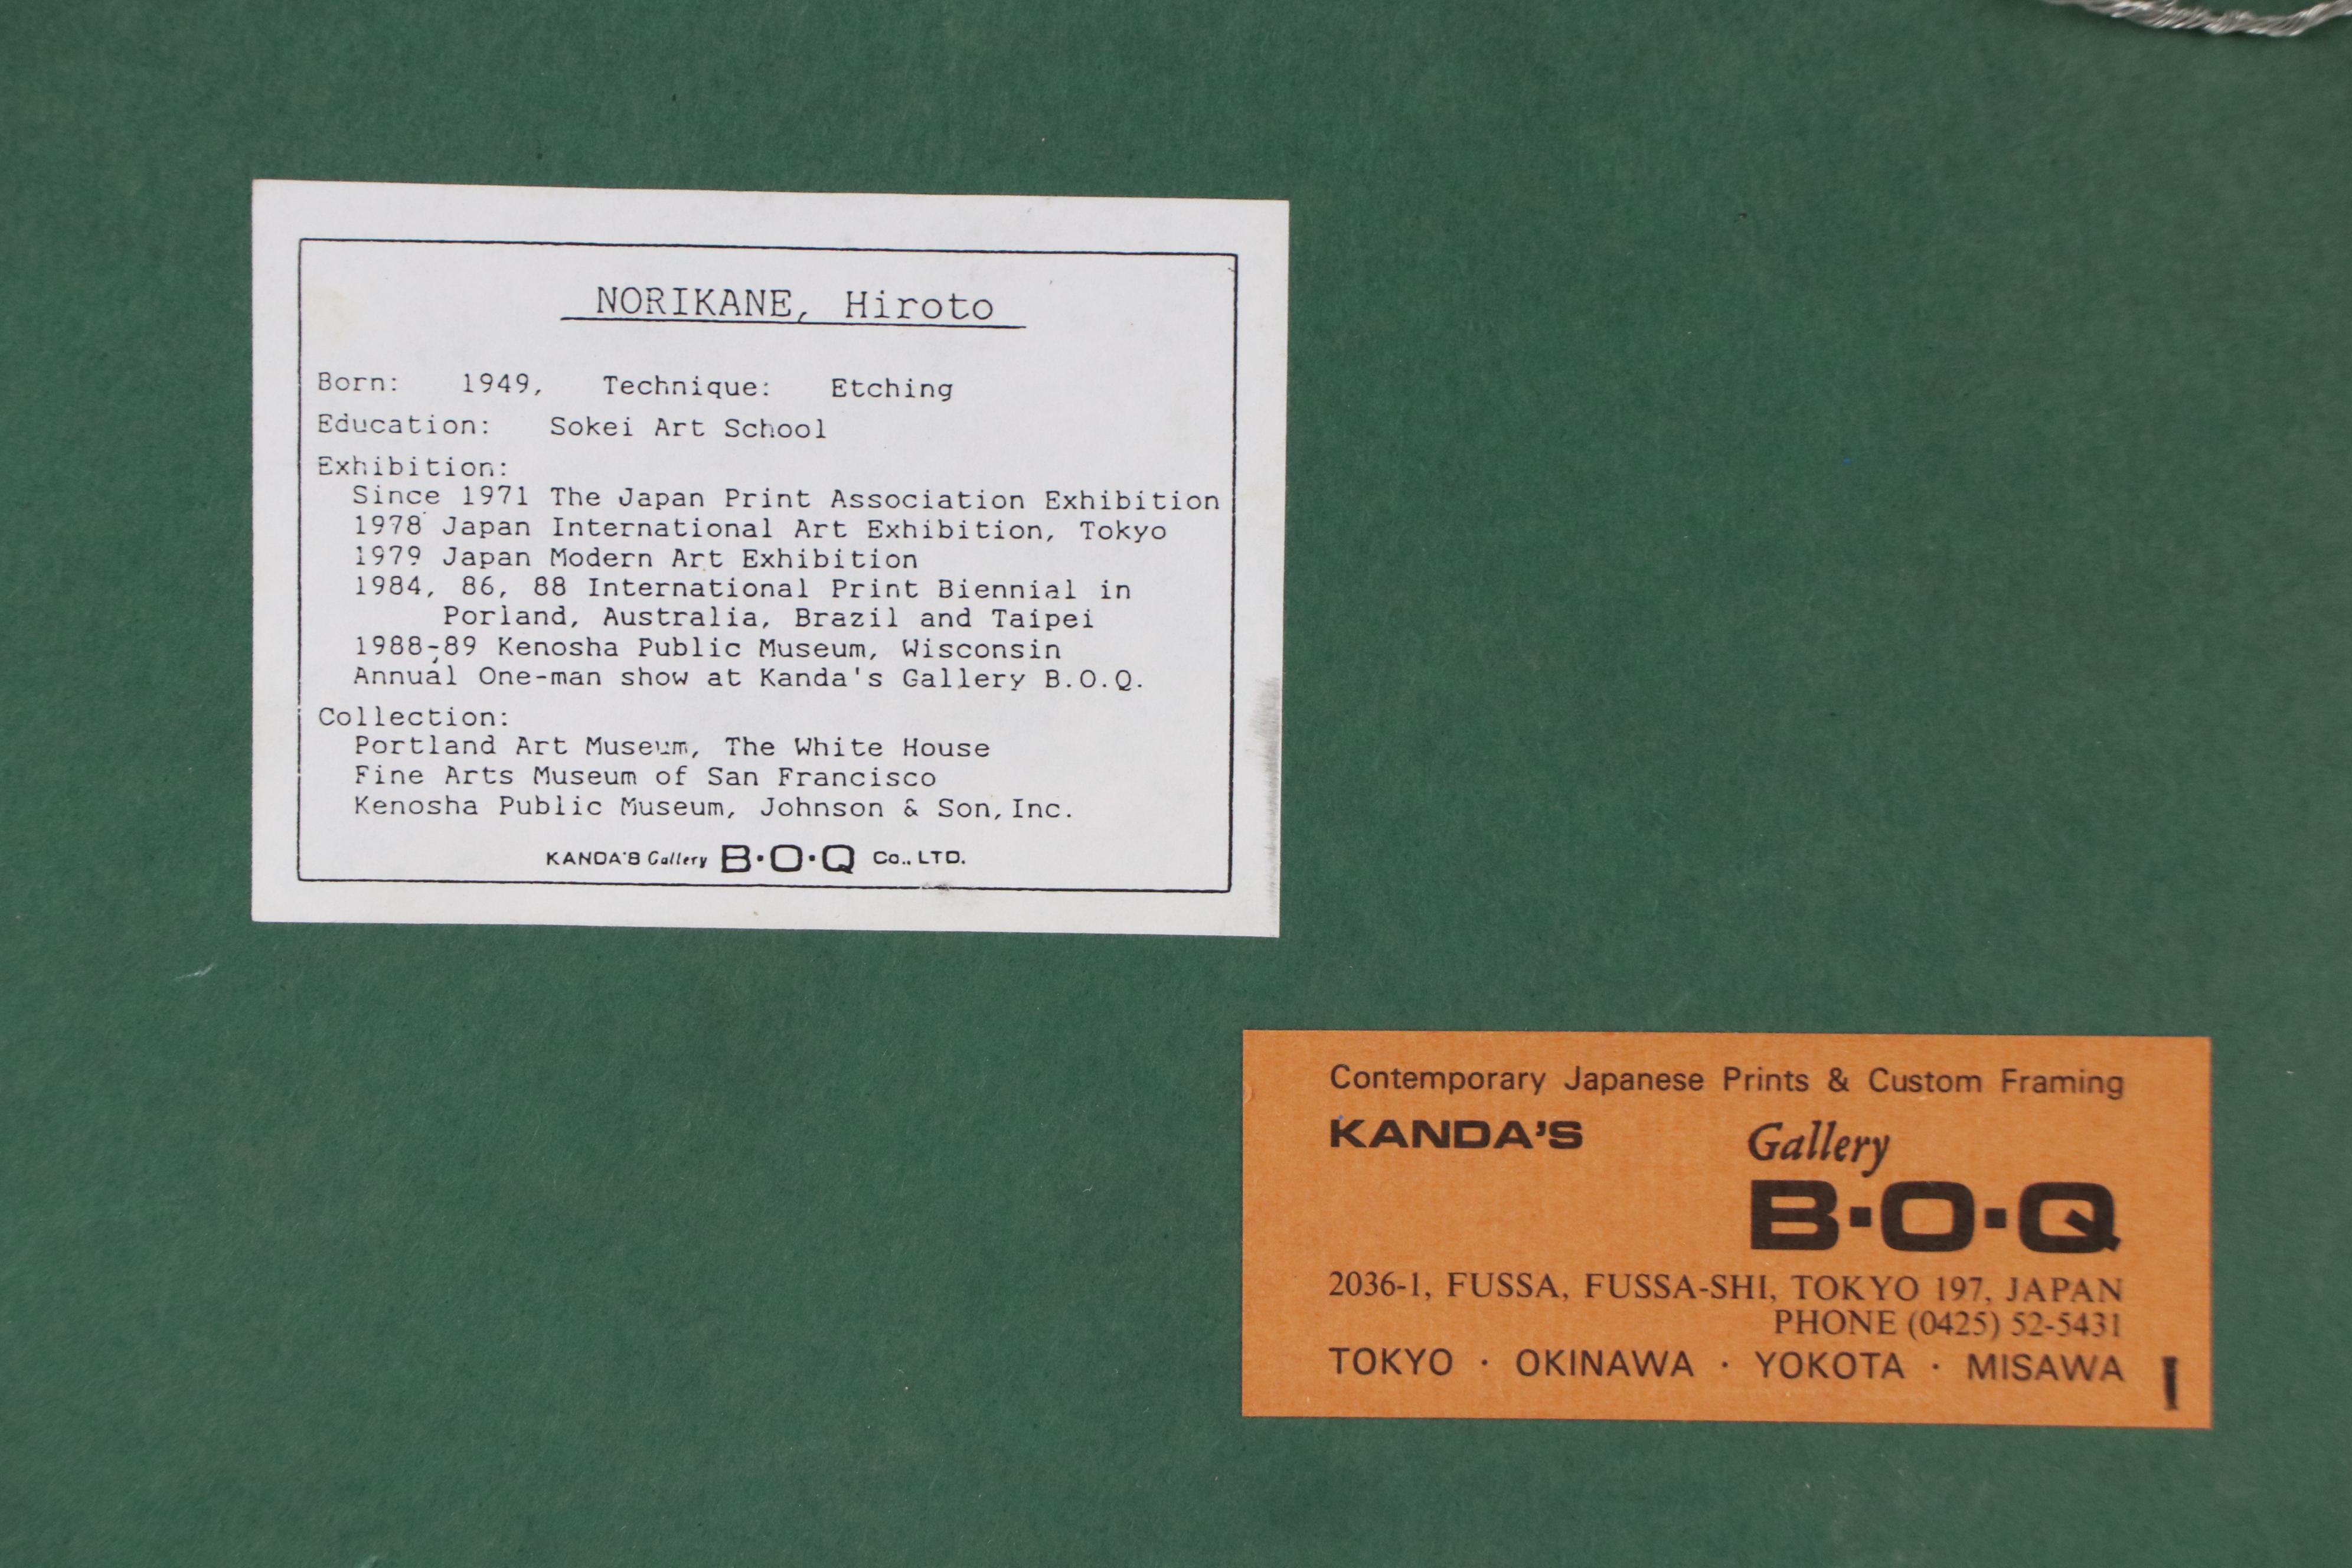 NORIKANE, Hiroto
Born: 1949, Technique: Etching
Education: Sokei Art School
Exhibition:
Since 1971 The Japan Print Association Exhibition
1978 Japan International Art Exhibition, Tokyo
1979 Japan Modern Art Exhibition
1984, 86, 88 International Print Biennial in
Porland, Australia, Brazil and Taipei
1988-89 Kenosha Public Museum, Wisconsin
Annual One-man show at Kanda's Gallery B.O.Q.
Collection:
Portland Art Museum, The White House
Fine Arts Museum of San Francisco
Kenosha Public Museum, Johnson & Son,Inc.
KANDA'S Gallery B·O·Q Co., LTD.
Contemporary Japanese Prints & Custom Framing
KANDA'S Gallery
B·O·Q
2036-1, FUSSA, FUSSA-SHI, TOKYO 197, JAPAN
PHONE (0425) 52-5431
TOKYO · OKINAWA · YOKOTA · MISAWA I